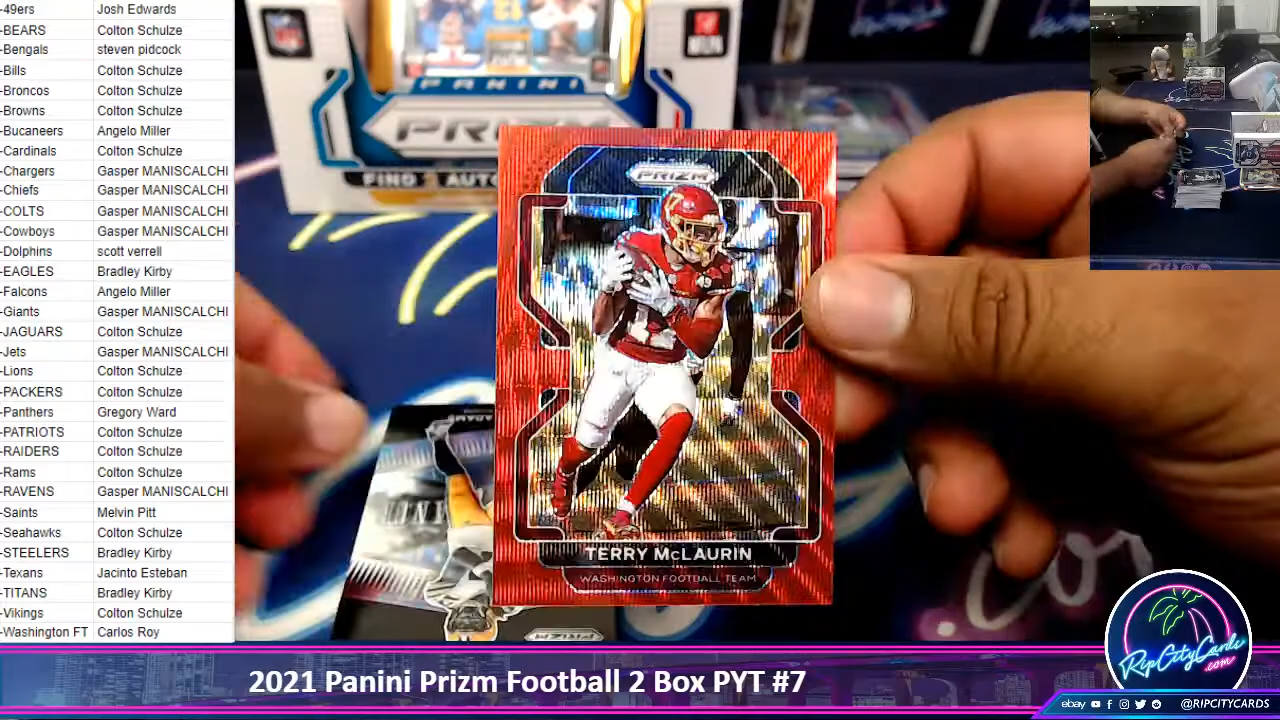 -49ers Josh Edwards
-BEARS Colton Schulze
-Bengals steven pidcock
-Bills Colton Schulze
-Broncos Colton Schulze
-Browns Colton Schulze
-Bucaneers Angelo Miller
-Cardinals Colton Schulze
-Chargers Gasper MANISCALCHI
-Chiefs Gasper MANISCALCHI
-COLTS Gasper MANISCALCHI
-Cowboys Gasper MANISCALCHI
-Dolphins scott verrell
-EAGLES Bradley Kirby
-Falcons Angelo Miller
-Giants Gasper MANISCALCHI
-JAGUARS Colton Schulze
-Jets Gasper MANISCALCHI
-Lions Colton Schulze
-PACKERS Colton Schulze
-Panthers Gregory Ward
-PATRIOTS Colton Schulze
-RAIDERS Colton Schulze
-Rams Colton Schulze
-RAVENS Gasper MANISCALCHI
-Saints Melvin Pitt
-Seahawks Colton Schulze
-STEELERS Bradley Kirby
-Texans Jacinto Esteban
-TITANS Bradley Kirby
-Vikings Colton Schulze
-Washington FT Carlos Roy
PANINI
PRIZM
FIND 1 AUTO
PRIZM
TERRY McLAURIN
WASHINGTON FOOTBALL TEAM
PRIZM
2021 Panini Prizm Football 2 Box PYT #7
RipCityCards
.com
ebay @RIPCITYCARDS